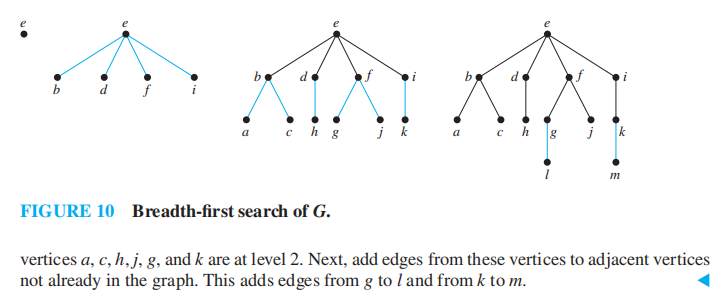 e
e
e
e
b d f i
b d f i
b d f i
a c h g j k
a c h g j k
l m
FIGURE 10 Breadth-first search of G.
vertices a, c, h, j, g, and k are at level 2. Next, add edges from these vertices to adjacent vertices
not already in the graph. This adds edges from g to l and from k to m.